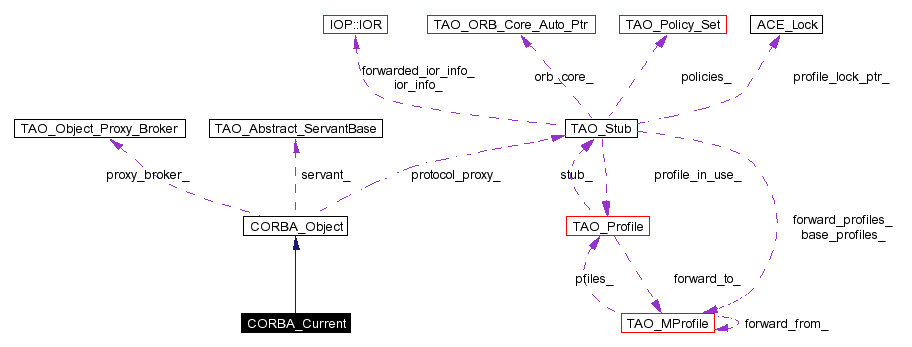 IOP::IOR
TAO_ORB_Core_Auto_Ptr
TAO_Policy_Set
ACE_Lock
forwarded_ior_info_
ior_info_
orb_core_
policies_
profile_lock_ptr_
TAO_Object_Proxy_Broker
TAO_Abstract_ServantBase
TAO_Stub
proxy_broker_
servant_
protocol_proxy_
stub_
profile_in_use_
forward_profiles_
base_profiles_
CORBA_Object
TAO_Profile
pfiles_
forward_to_
CORBA_Current
TAO_MProfile
forward_from_